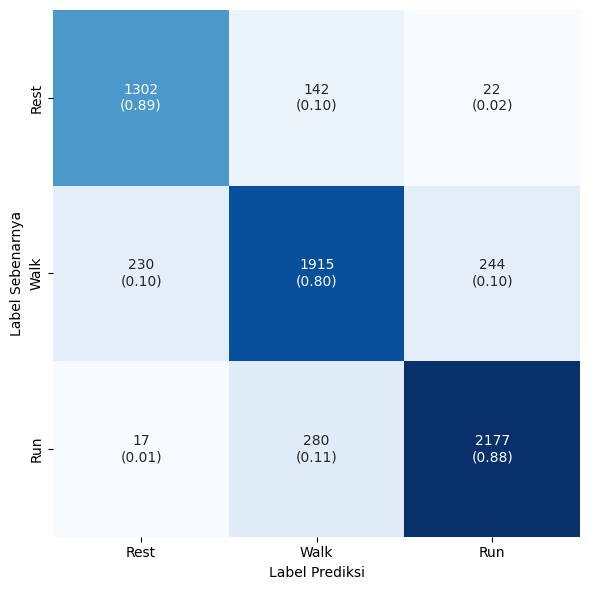 Label Sebenarnya
Rest
1302
(0.89)
142
(0.10)
22
(0.02)
Walk
230
(0.10)
1915
(0.80)
244
(0.10)
Run
17
(0.01)
280
(0.11)
2177
(0.88)
Rest
Walk
Run
Label Prediksi